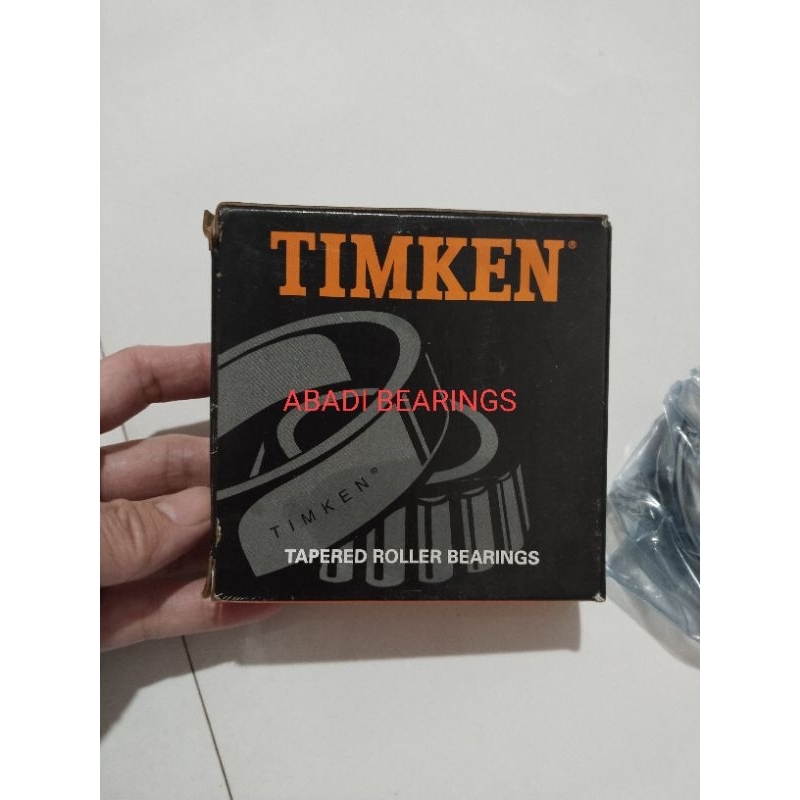 TIMKEN®
ABADI BEARINGS
TIMKEN®
TAPERED ROLLER BEARINGS